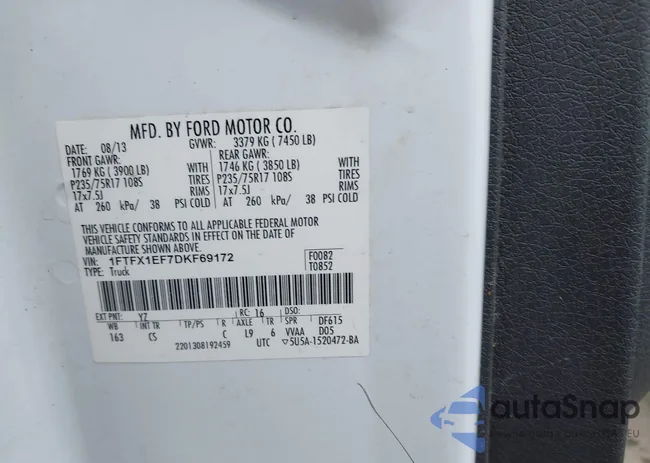 MFD. BY FORD MOTOR CO.
DATE: 08/13 GVWR: 3379 KG (7450 LB)
FRONT GAWR: REAR GAWR:
1769 KG (3900 LB) WITH 1746 KG (3850 LB) WITH
P235/75R17 108S TIRES P235/75R17 108S TIRES
17x7.5J RIMS 17x7.5J RIMS
AT 260 kPa/ 38 PSI COLD AT 260 kPa/ 38 PSI COLD
THIS VEHICLE CONFORMS TO ALL APPLICABLE FEDERAL MOTOR
VEHICLE SAFETY STANDARDS IN EFFECT ON THE DATE OF
MANUFACTURE SHOWN ABOVE.
VIN: 1FTFX1EF7DKF69172 F0082
TYPE: Truck T0852
EXT PNT: YZ RC: 16 DSO:
WB INT TR TP/PS R AXLE TR SPR DF615
163 CS C L9 6 VVAA D05
2201308192459 UTC ▽5U5A-1520472-BA
autoSnap